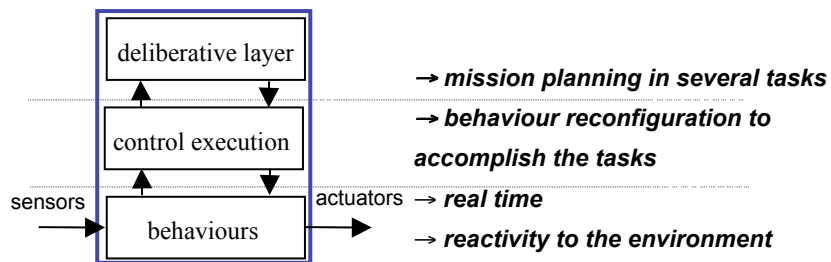 deliberative layer
→ mission planning in several tasks
control execution
→ behaviour reconfiguration to
accomplish the tasks
sensors
actuators
→ real time
behaviours
→ reactivity to the environment